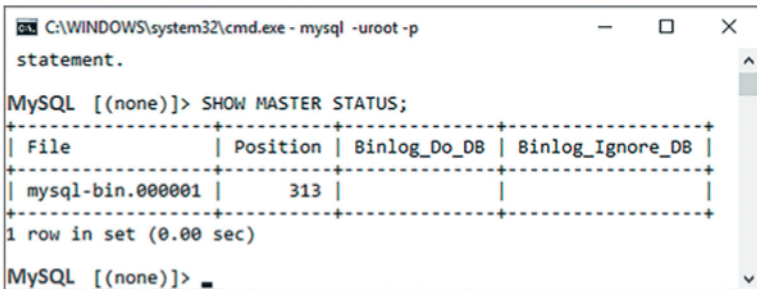 C:\WINDOWS\system32\cmd.exe - mysql -uroot -p
statement.
MySQL [(none)]> SHOW MASTER STATUS;
+------------------+----------+--------------+------------------+
| File | Position | Binlog_Do_DB | Binlog_Ignore_DB |
+------------------+----------+--------------+------------------+
| mysql-bin.000001 | 313 | | |
+------------------+----------+--------------+------------------+
1 row in set (0.00 sec)
MySQL [(none)]>